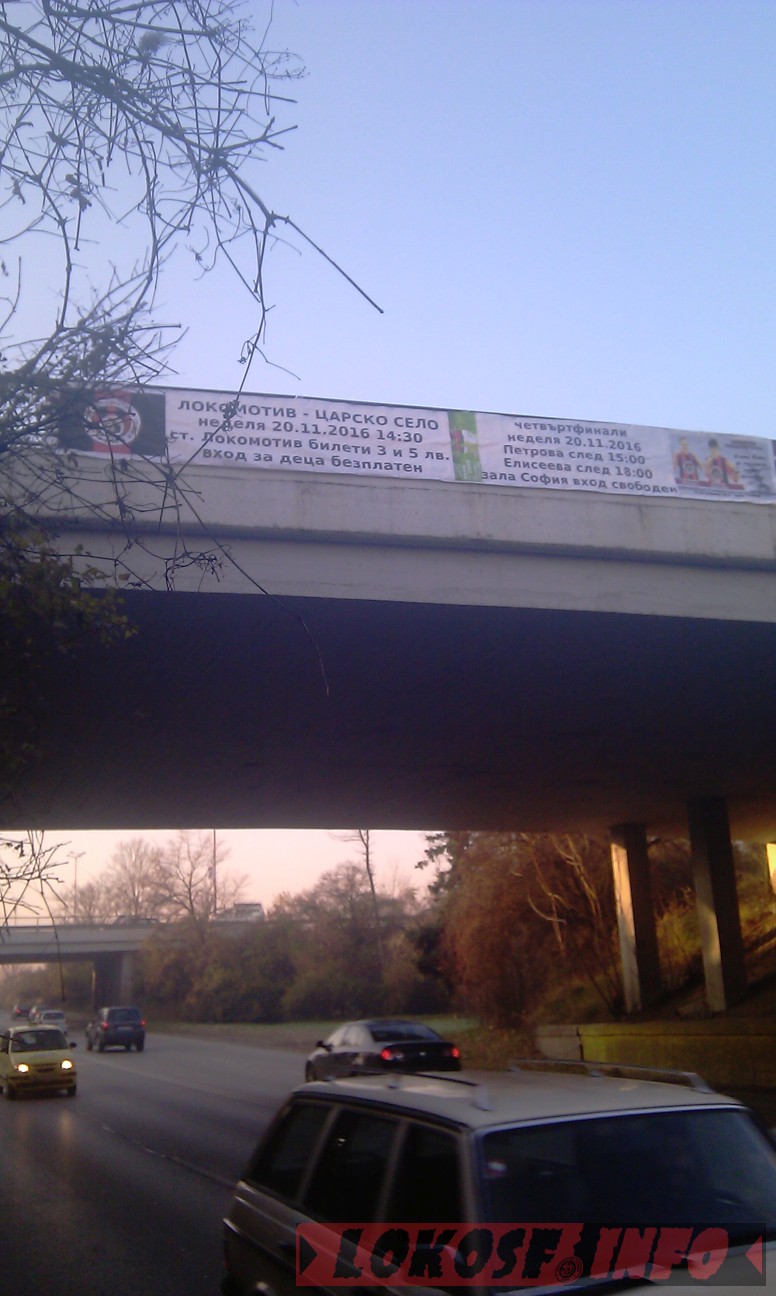 ЛОКОМОТИВ - ЦАРСКО СЕЛО
неделя 20.11.2016 14:30
ст. Локомотив билети 3 и 5 лв.
вход за деца безплатен
четвъртфинали
неделя 20.11.2016
Петрова след 15:00
Елисеева след 18:00
зала София вход свободен
LOKOSF.INFO